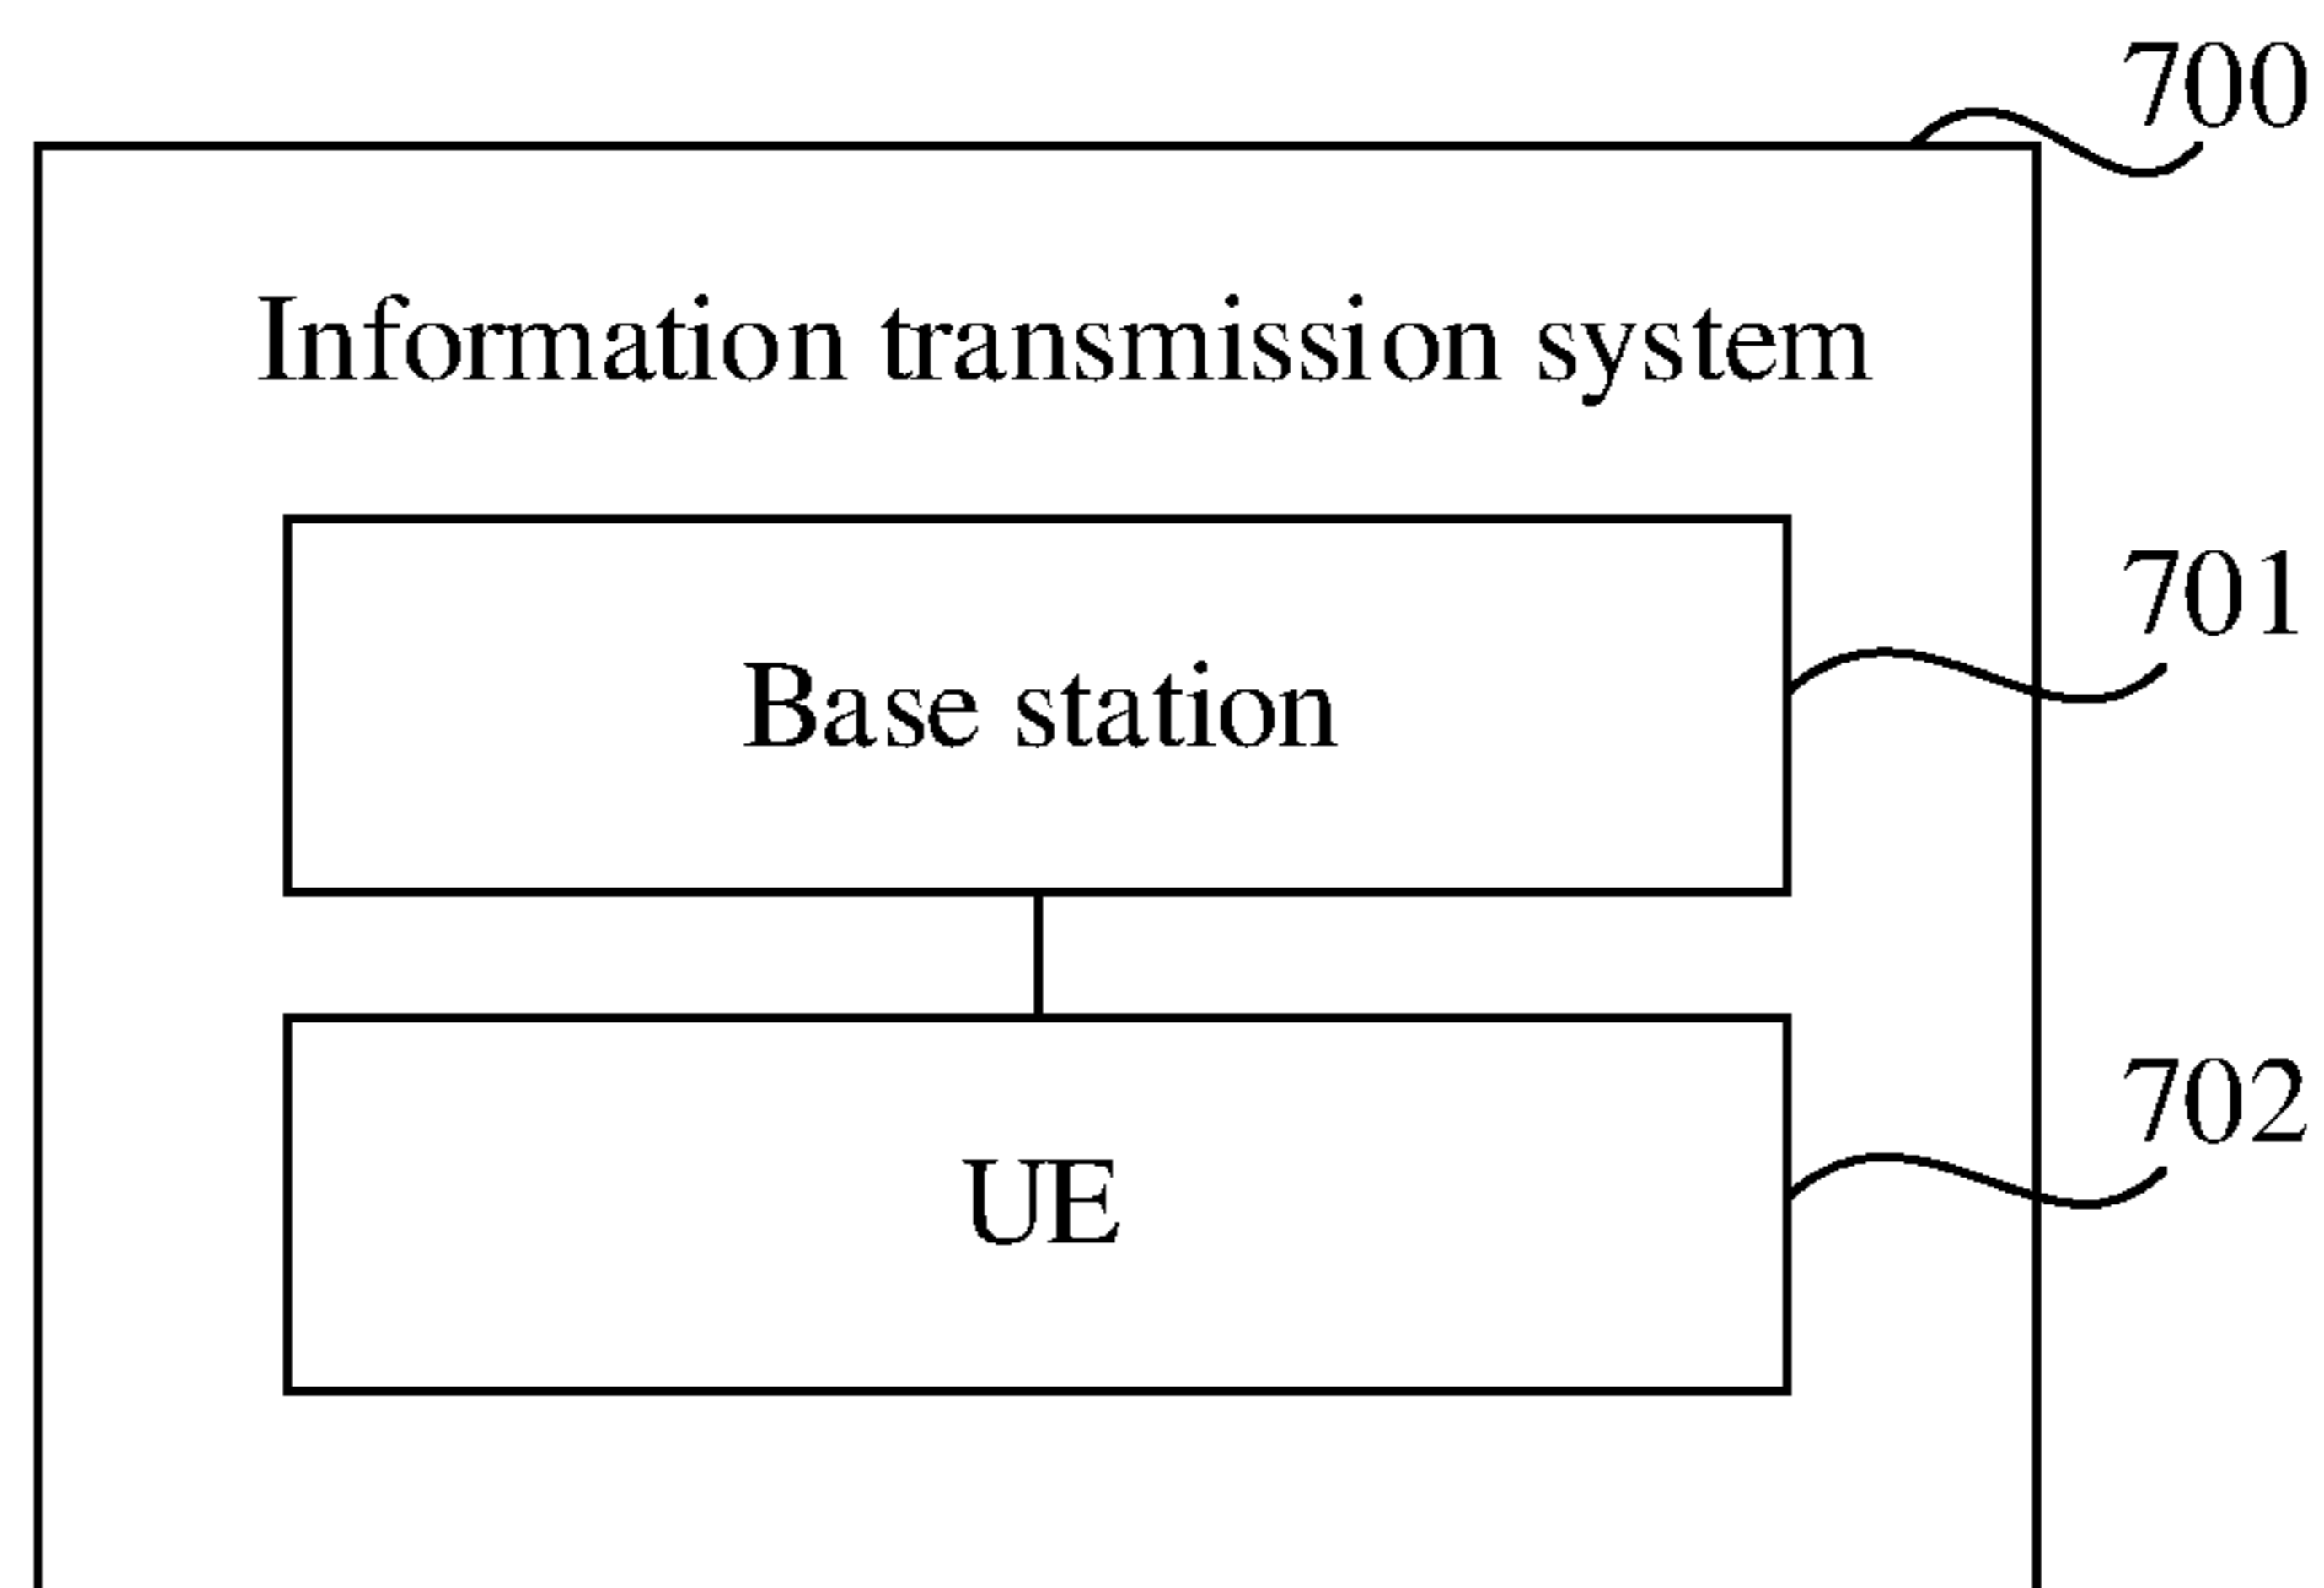 700
Information transmission system
701
Base station
702
UE